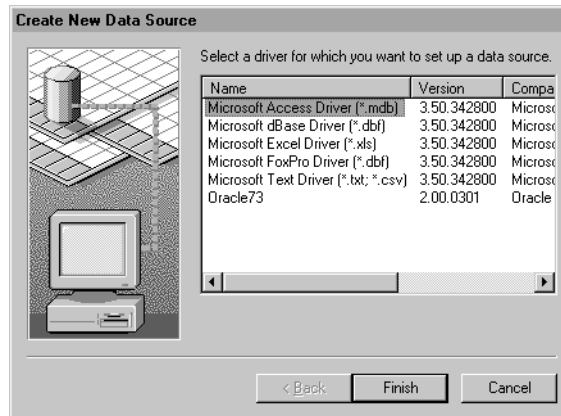 Create New Data Source
Select a driver for which you want to set up a data source.
Name Version Compa
Microsoft Access Driver (*.mdb) 3.50.342800 Microso
Microsoft dBase Driver (*.dbf) 3.50.342800 Microso
Microsoft Excel Driver (*.xls) 3.50.342800 Microso
Microsoft FoxPro Driver (*.dbf) 3.50.342800 Microso
Microsoft Text Driver (*.txt; *.csv) 3.50.342800 Microso
Oracle73 2.00.0301 Oracle
< Back Finish Cancel